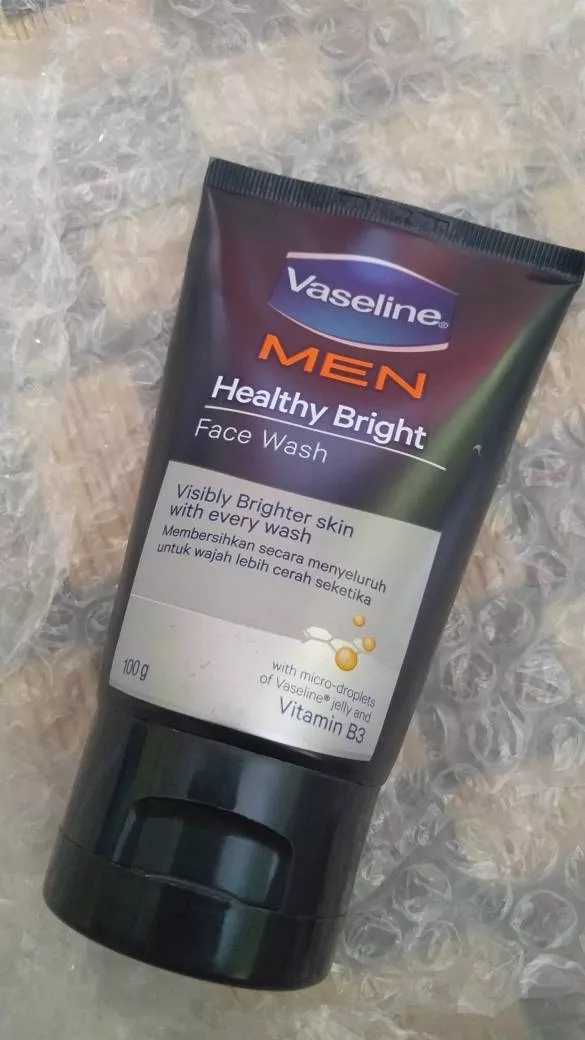 Vaseline®
MEN
Healthy Bright
Face Wash
Visibly Brighter skin
with every wash
Membersihkan secara menyeluruh
untuk wajah lebih cerah seketika
100 g
with micro-droplets
of Vaseline® jelly and
Vitamin B3